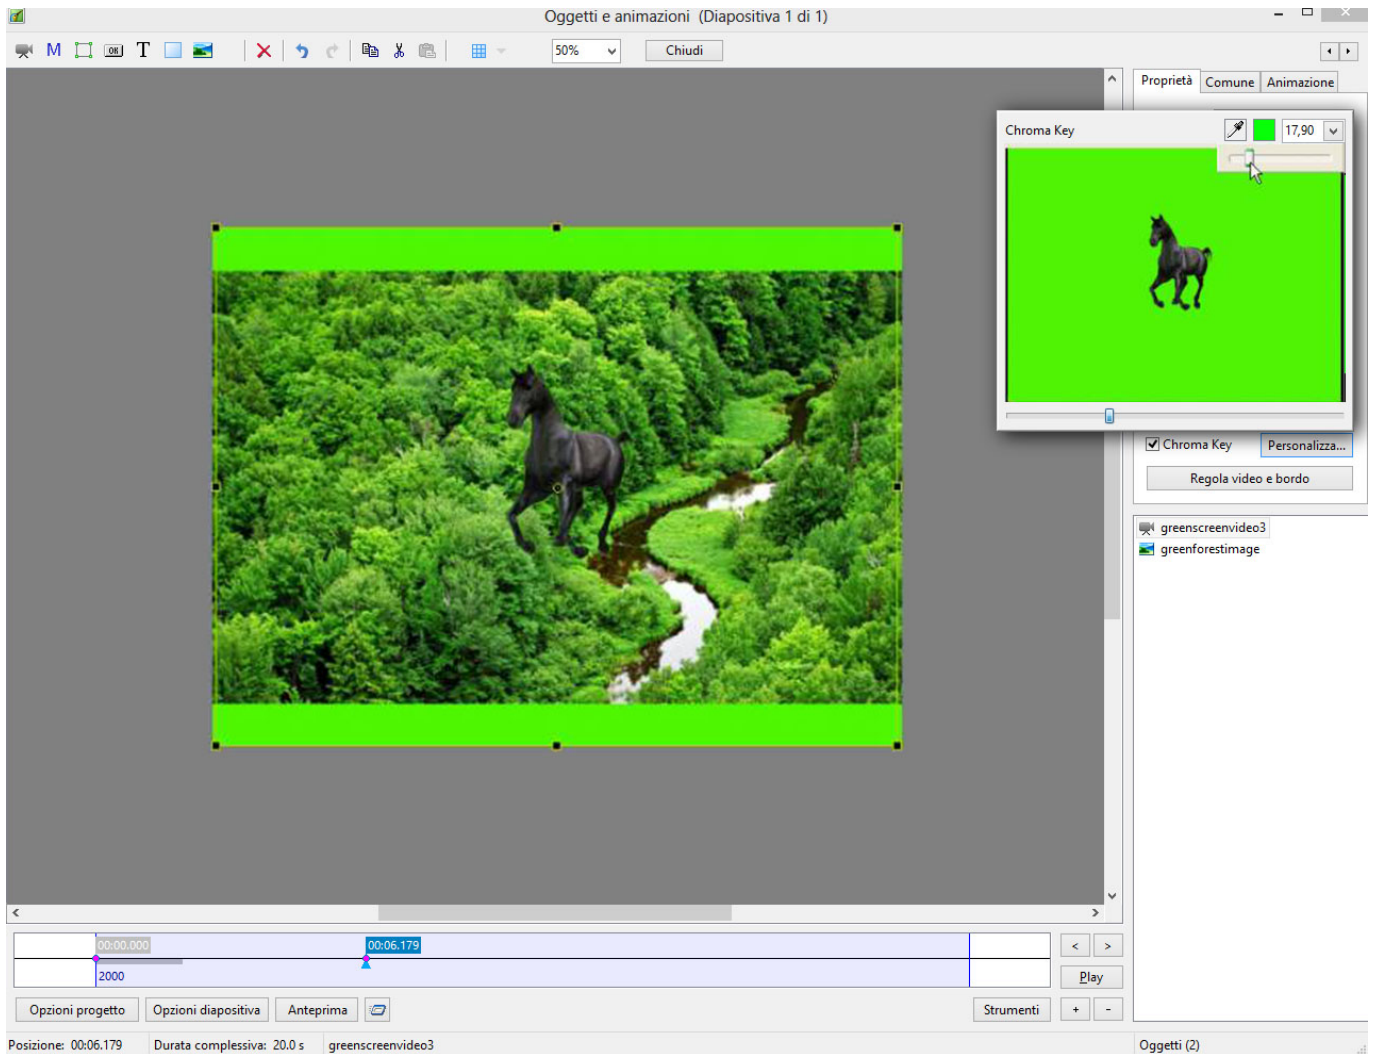 Oggetti e animazioni (Diapositiva 1 di 1)
M OK T 50% Chiudi
Proprietà Comune Animazione
Chroma Key 17,90
Chroma Key Personalizza...
Regola video e bordo
greenscreenvideo3
greenforestimage
00:00.000 00:06.179
2000
< >
Play
Opzioni progetto Opzioni diapositiva Anteprima Strumenti + -
Posizione: 00:06.179 Durata complessiva: 20.0 s greenscreenvideo3 Oggetti (2)